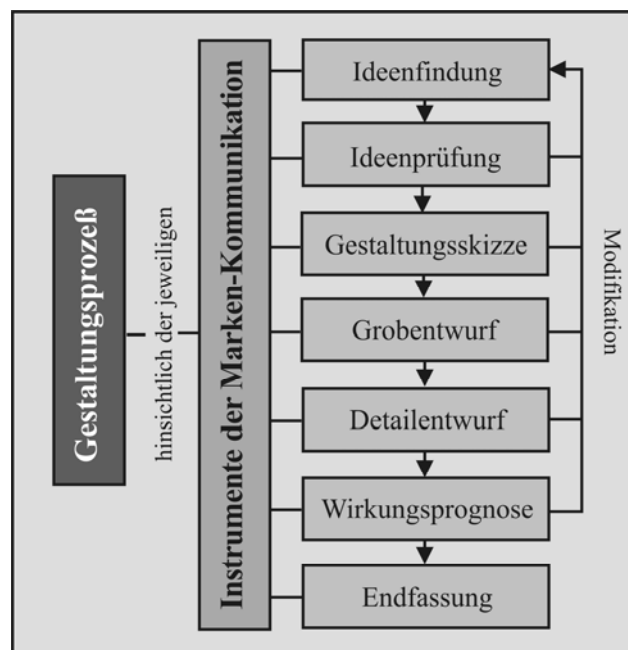 Gestaltungsprozeß
hinsichtlich der jeweiligen
Instrumente der Marken-Kommunikation
Ideenfindung
Ideenprüfung
Gestaltungsskizze
Grobentwurf
Detailentwurf
Wirkungsprognose
Endfassung
Modifikation